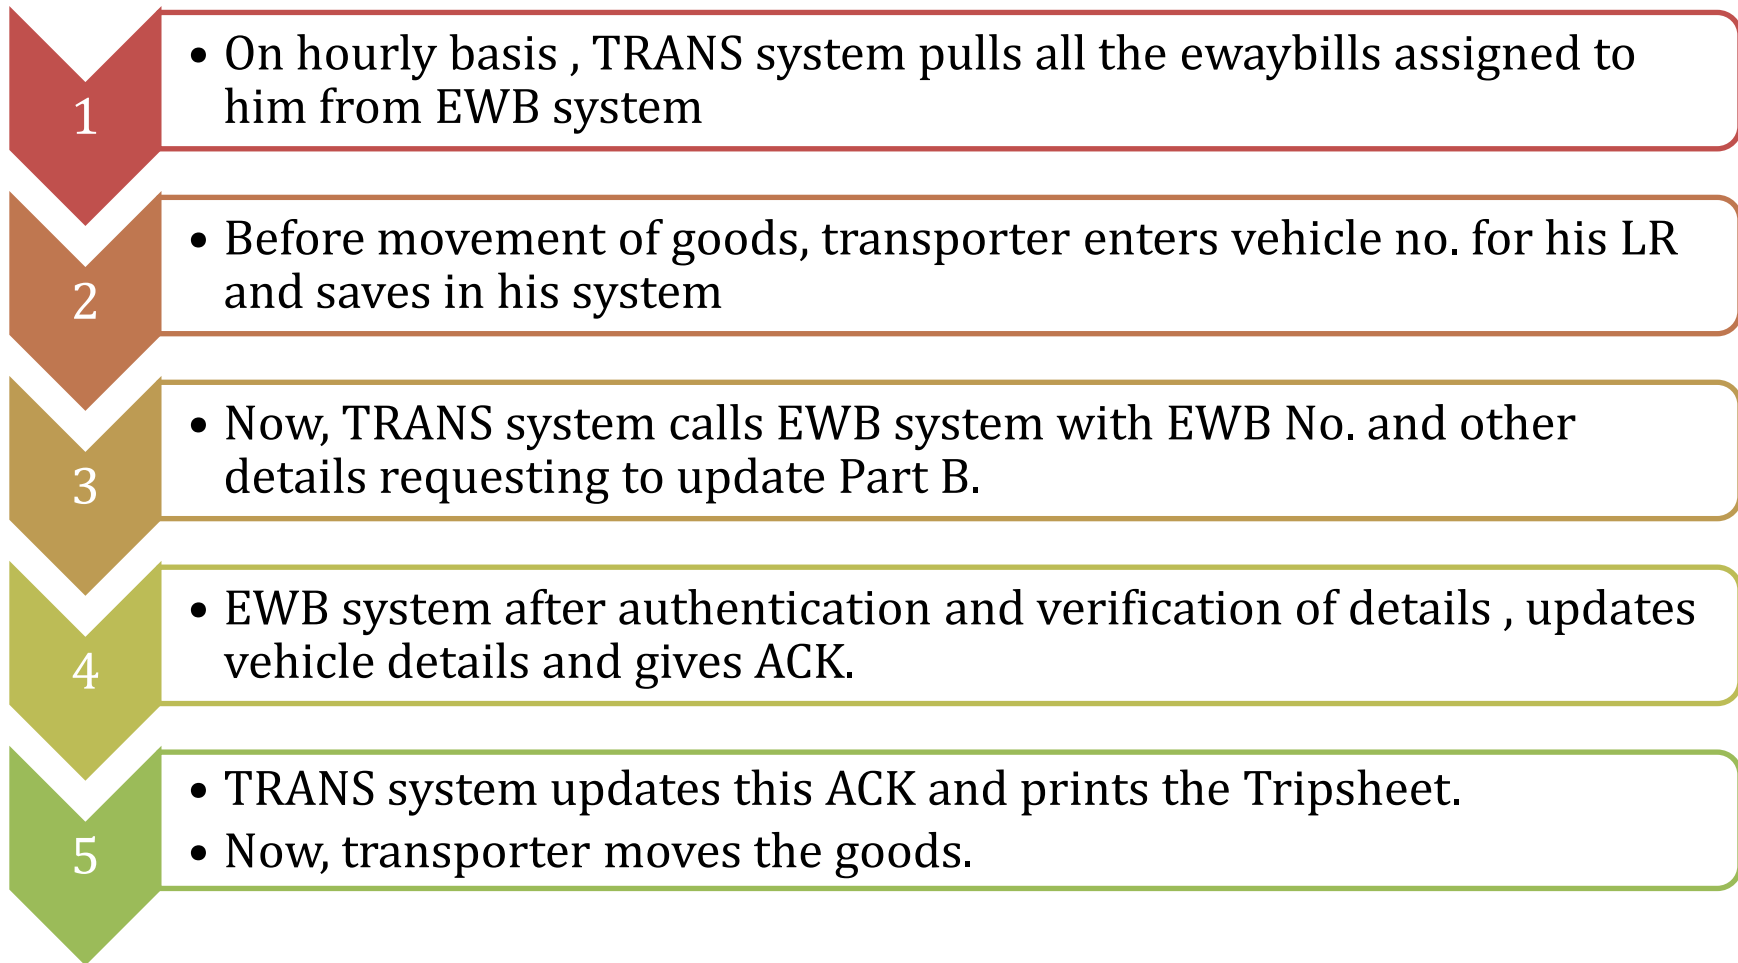 1
• On hourly basis , TRANS system pulls all the ewaybills assigned to
him from EWB system
2
• Before movement of goods, transporter enters vehicle no. for his LR
and saves in his system
3
• Now, TRANS system calls EWB system with EWB No. and other
details requesting to update Part B.
4
• EWB system after authentication and verification of details , updates
vehicle details and gives ACK.
5
• TRANS system updates this ACK and prints the Tripsheet.
• Now, transporter moves the goods.